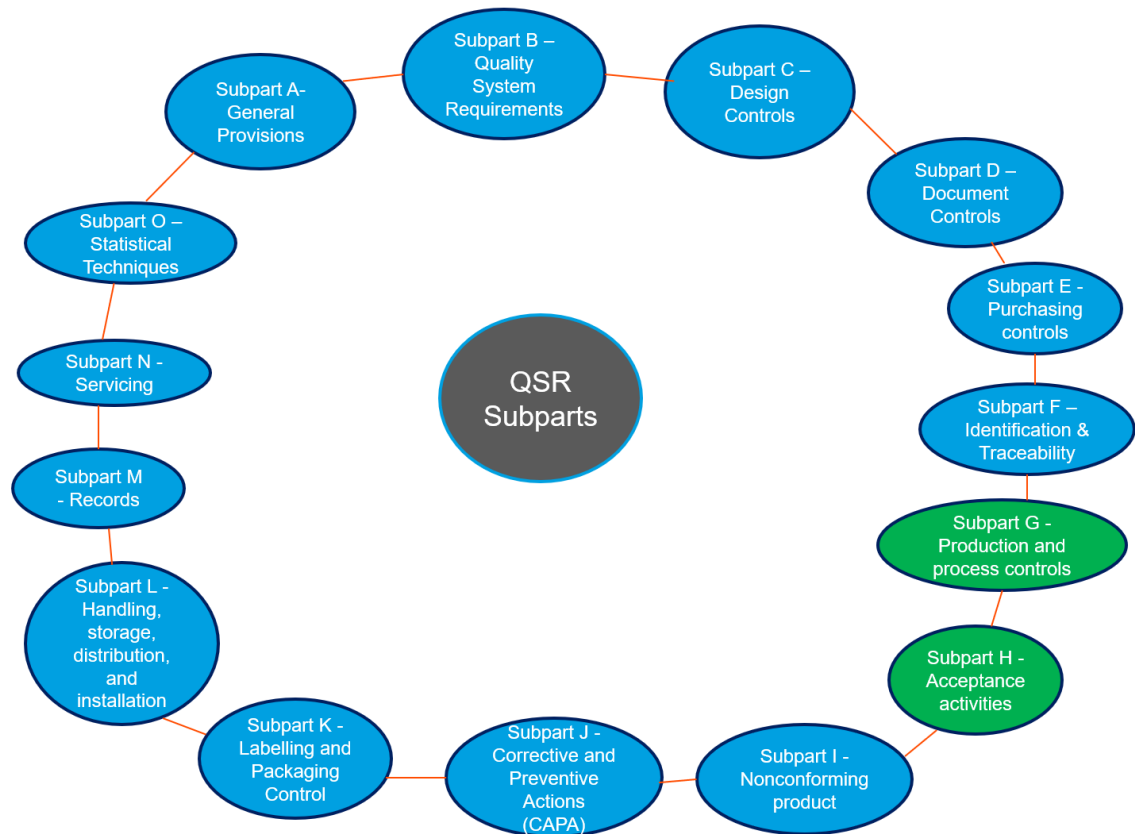 Subpart A-
General
Provisions
Subpart B –
Quality
System
Requirements
Subpart C –
Design
Controls
Subpart D –
Document
Controls
Subpart E -
Purchasing
controls
Subpart F –
Identification &
Traceability
Subpart G -
Production and
process controls
Subpart H -
Acceptance
activities
Subpart I -
Nonconforming
product
Subpart J -
Corrective and
Preventive
Actions
(CAPA)
Subpart K -
Labelling and
Packaging
Control
Subpart L -
Handling,
storage,
distribution,
and
installation
Subpart M
- Records
Subpart N -
Servicing
Subpart O –
Statistical
Techniques
QSR
Subparts